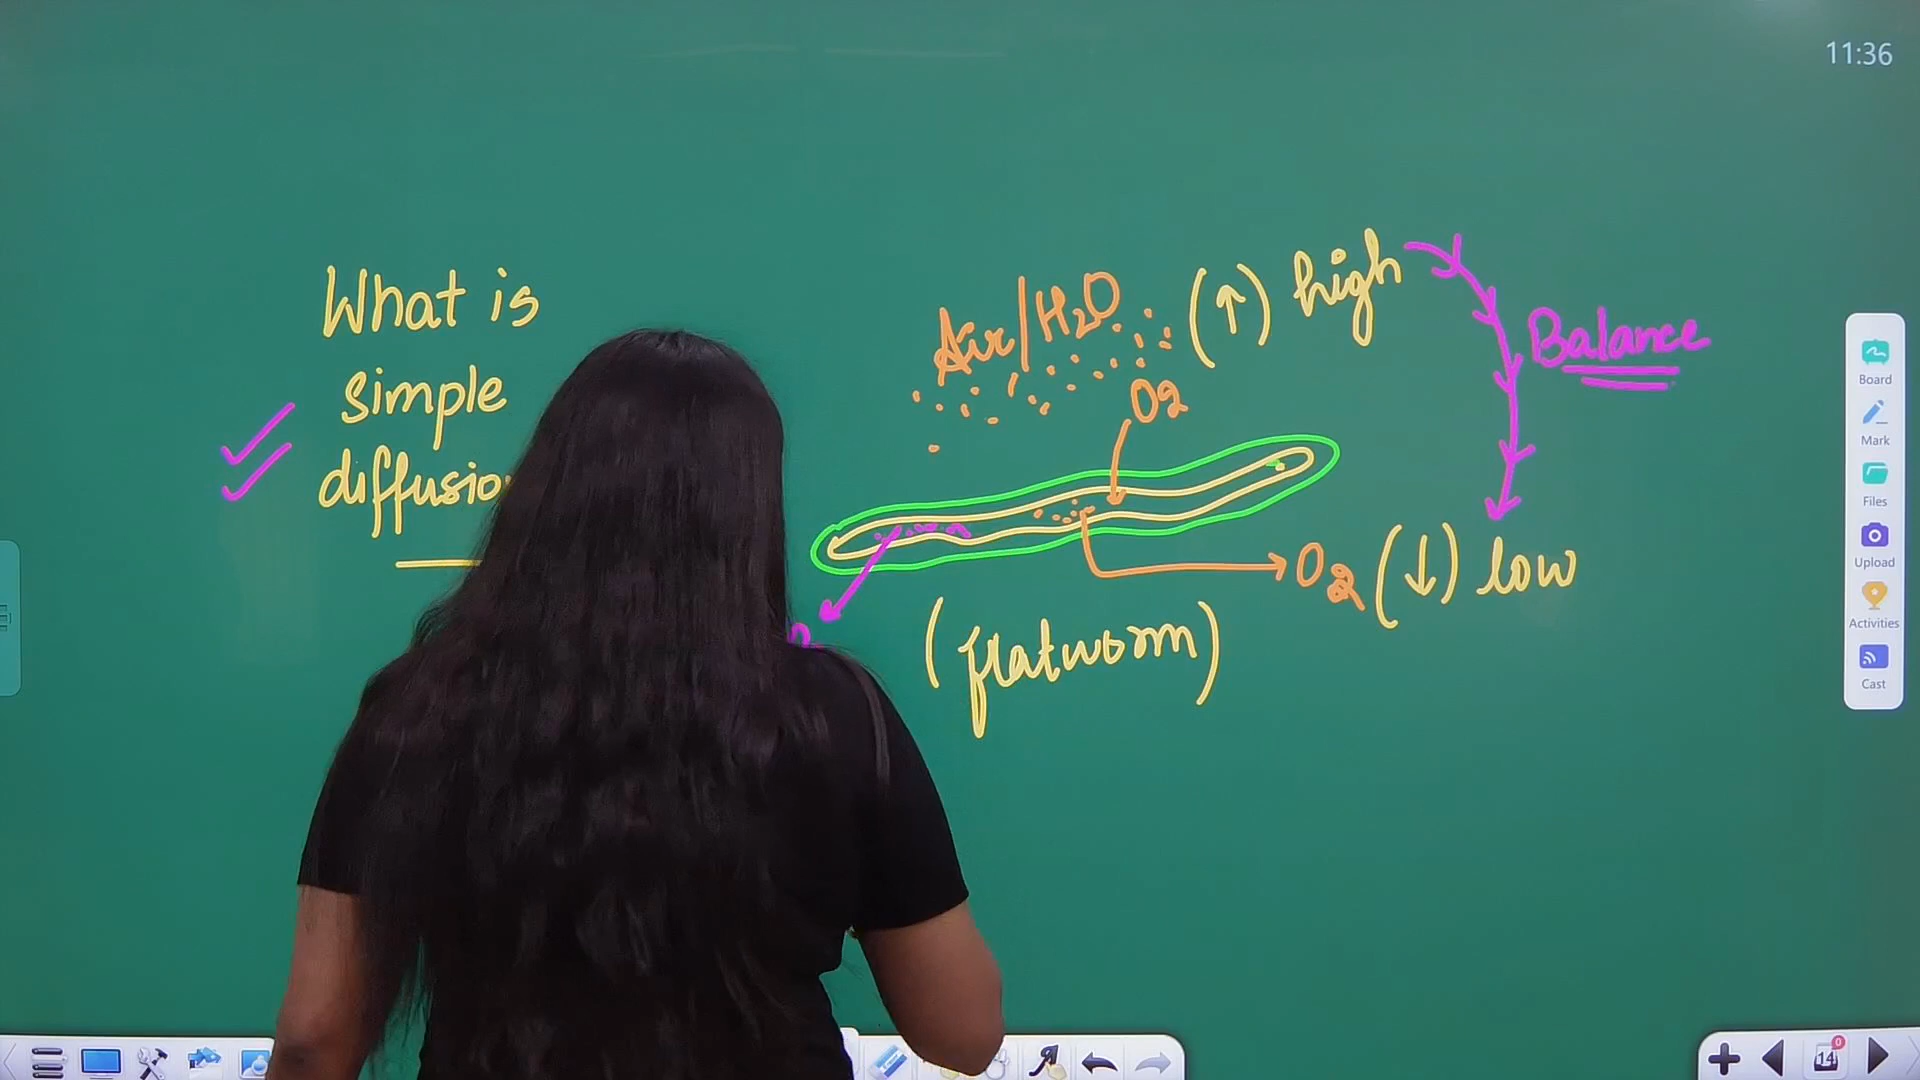 11:36
What is
simple
diffusio
Air/H2O
(↑) high
Balance
O2
O2 (↓) low
(flatworm)
Board
Mark
Files
Upload
Activities
Cast
14
0